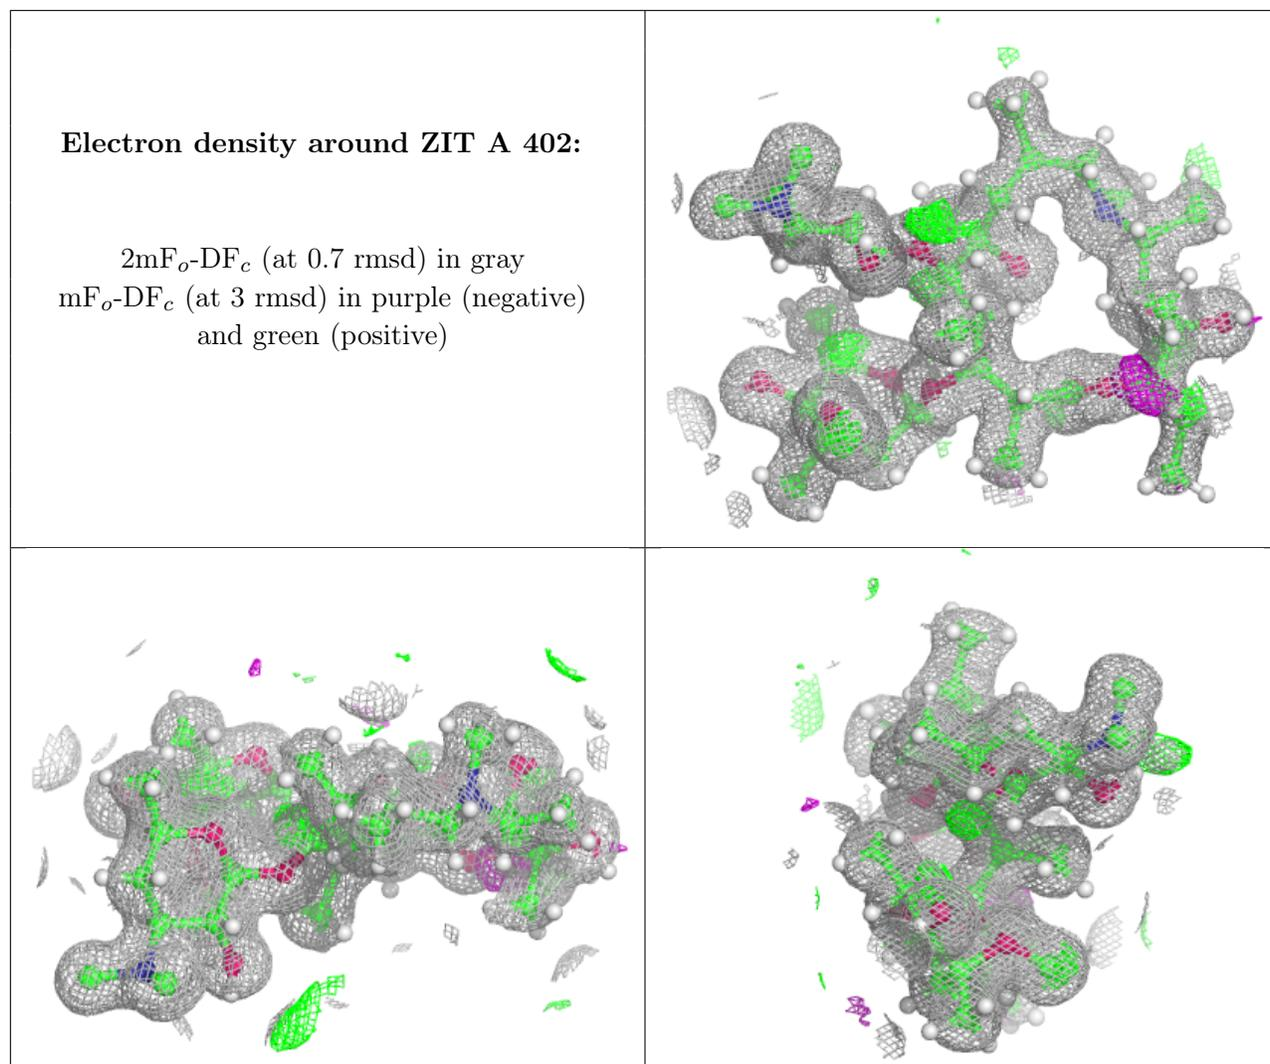 Electron density around ZIT A 402:
2mFo-DFc (at 0.7 rmsd) in gray
mFo-DFc (at 3 rmsd) in purple (negative)
and green (positive)